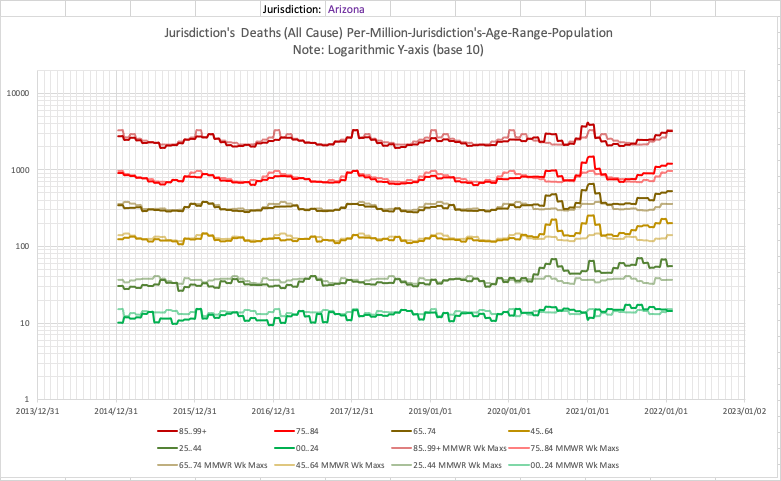 Jurisdiction: Arizona
Jurisdiction's Deaths (All Cause) Per-Million-Jurisdiction's-Age-Range-Population
Note: Logarithmic Y-axis (base 10)
10000
1000
100
10
1
2013/12/31 2014/12/31 2015/12/31 2016/12/31 2017/12/31 2019/01/01 2020/01/01 2021/01/01 2022/01/01 2023/01/02
85..99+ 75..84 65..74 45..64
25..44 00..24 85..99+ MMWR Wk Maxs 75..84 MMWR Wk Maxs
65..74 MMWR Wk Maxs 45..64 MMWR Wk Maxs 25..44 MMWR Wk Maxs 00..24 MMWR Wk Maxs